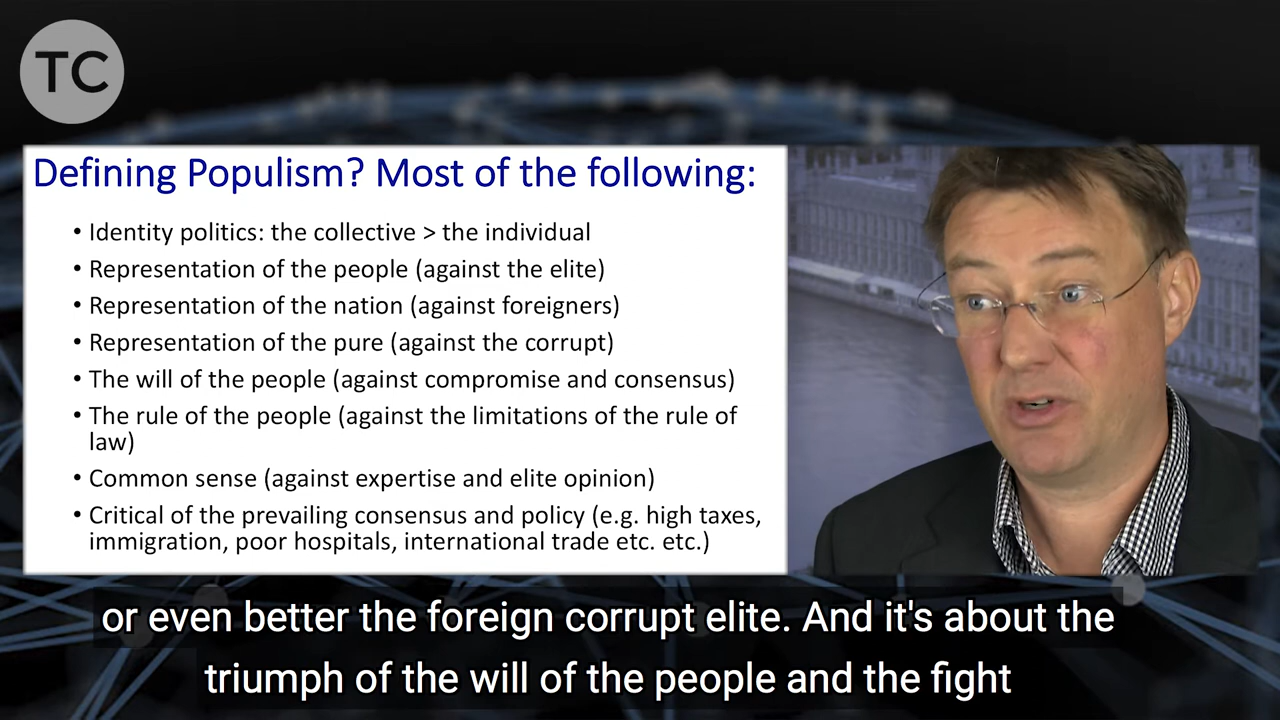 TC
Defining Populism? Most of the following:
• Identity politics: the collective > the individual
• Representation of the people (against the elite)
• Representation of the nation (against foreigners)
• Representation of the pure (against the corrupt)
• The will of the people (against compromise and consensus)
• The rule of the people (against the limitations of the rule of
law)
• Common sense (against expertise and elite opinion)
• Critical of the prevailing consensus and policy (e.g. high taxes,
immigration, poor hospitals, international trade etc. etc.)
or even better the foreign corrupt elite. And it's about the
triumph of the will of the people and the fight